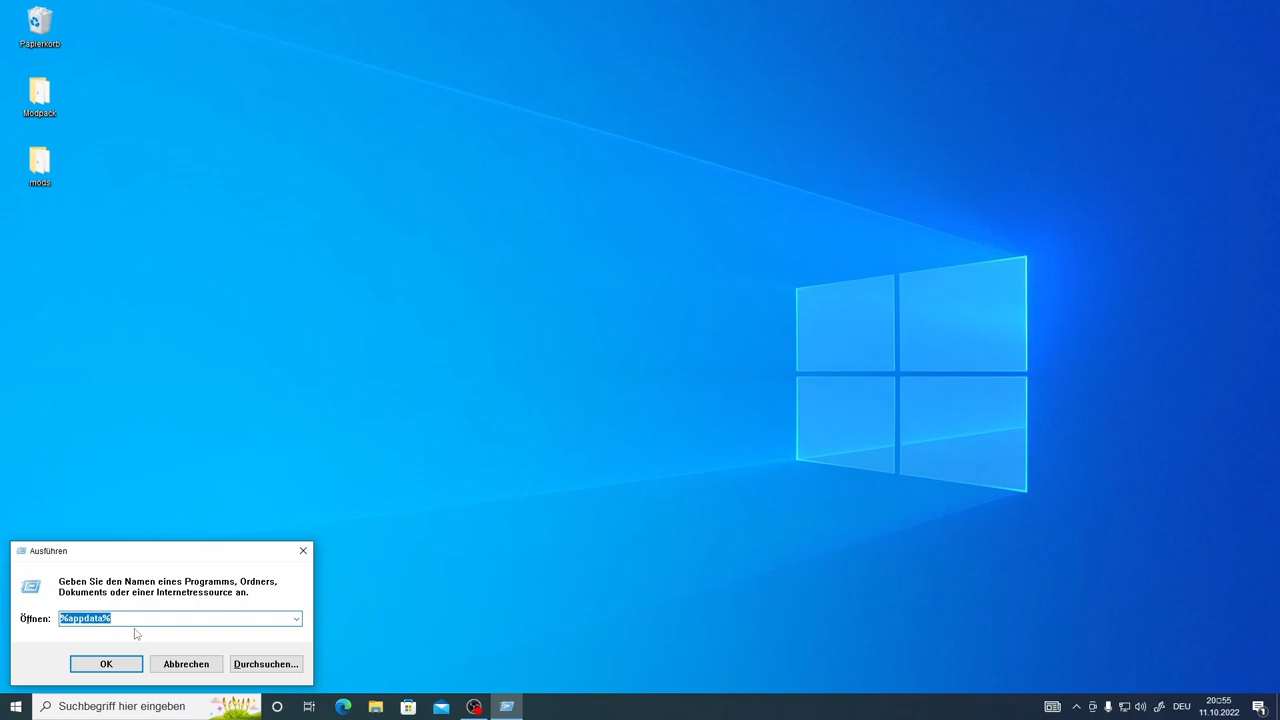 Papierkorb
Modpack
mods
Ausführen
Geben Sie den Namen eines Programms, Ordners,
Dokuments oder einer Internetressource an.
Öffnen: %appdata%
OK Abbrechen Durchsuchen...
Suchbegriff hier eingeben
DEU
20:55
11.10.2022
1